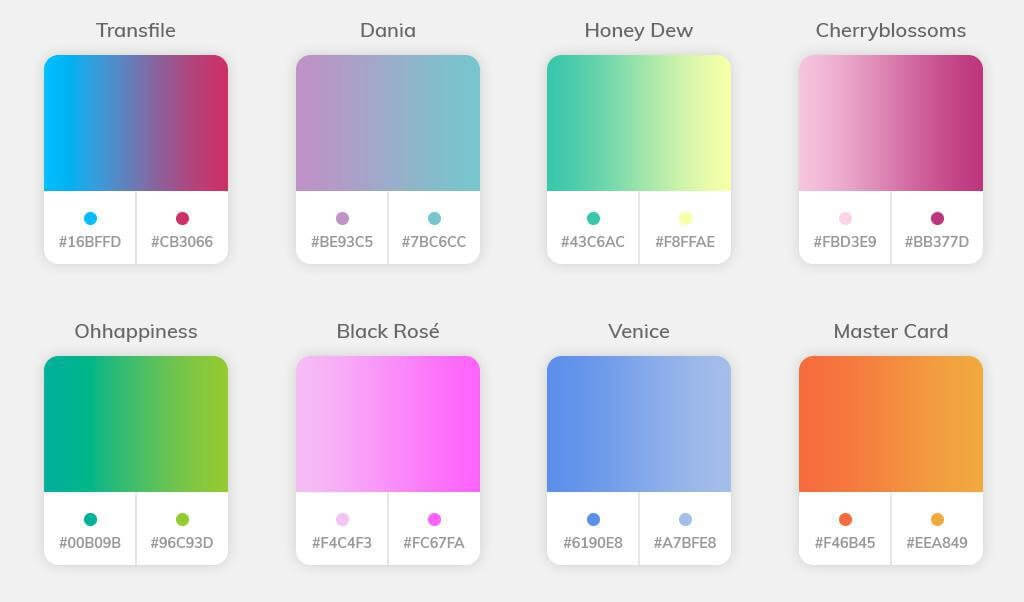 Transfile
Dania
Honey Dew
Cherryblossoms
#16BFFD
#CB3066
#BE93C5
#7BC6CC
#43C6AC
#F8FFAE
#FBD3E9
#BB377D
Ohhappiness
Black Rosé
Venice
Master Card
#00B09B
#96C93D
#F4C4F3
#FC67FA
#6190E8
#A7BFE8
#F46B45
#EEA849